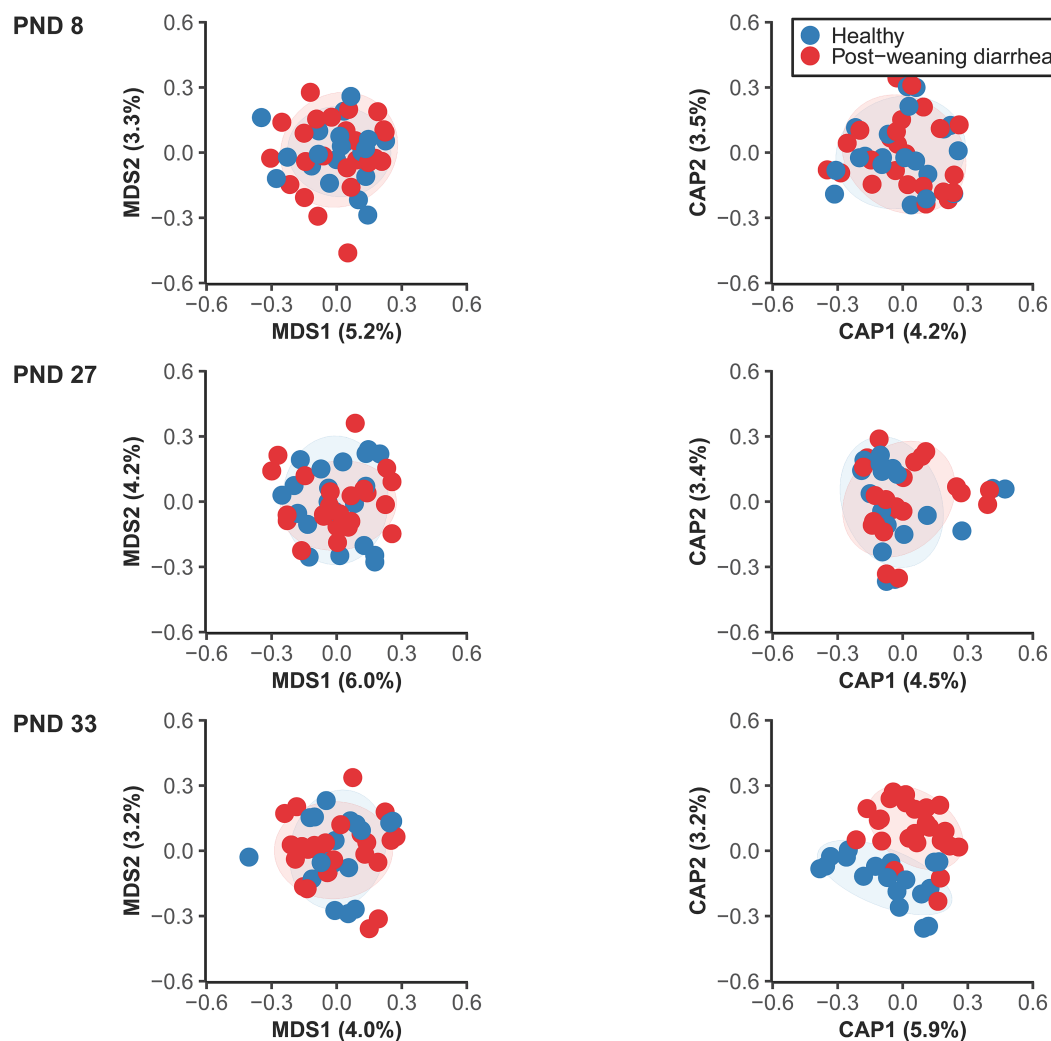 PND 8
0.6
0.3
0.0
−0.3
−0.6
MDS2 (3.3%)
−0.6 −0.3 0.0 0.3 0.6
MDS1 (5.2%)
0.6
0.3
0.0
−0.3
−0.6
CAP2 (3.5%)
−0.6 −0.3 0.0 0.3 0.6
CAP1 (4.2%)
Healthy
Post−weaning diarrhea
PND 27
0.6
0.3
0.0
−0.3
−0.6
MDS2 (4.2%)
−0.6 −0.3 0.0 0.3 0.6
MDS1 (6.0%)
0.6
0.3
0.0
−0.3
−0.6
CAP2 (3.4%)
−0.6 −0.3 0.0 0.3 0.6
CAP1 (4.5%)
PND 33
0.6
0.3
0.0
−0.3
−0.6
MDS2 (3.2%)
−0.6 −0.3 0.0 0.3 0.6
MDS1 (4.0%)
0.6
0.3
0.0
−0.3
−0.6
CAP2 (3.2%)
−0.6 −0.3 0.0 0.3 0.6
CAP1 (5.9%)